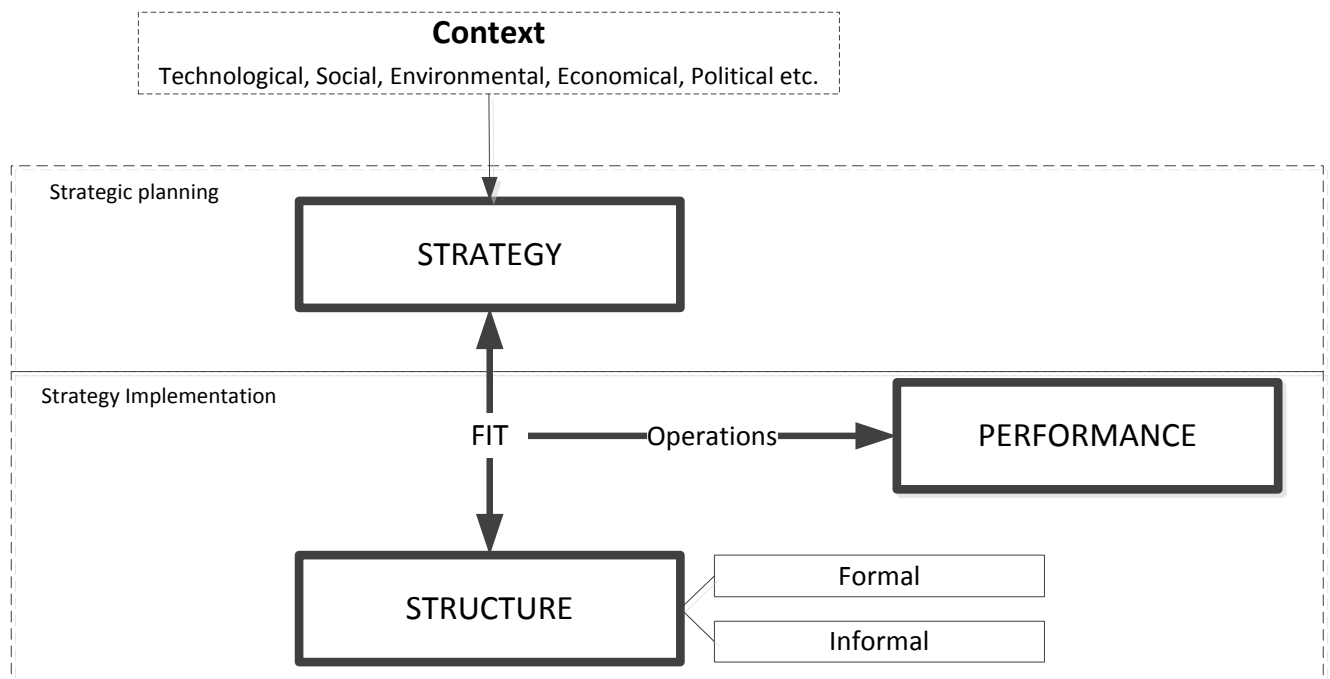 Context
Technological, Social, Environmental, Economical, Political etc.
Strategic planning
STRATEGY
Strategy Implementation
FIT
Operations
PERFORMANCE
STRUCTURE
Formal
Informal